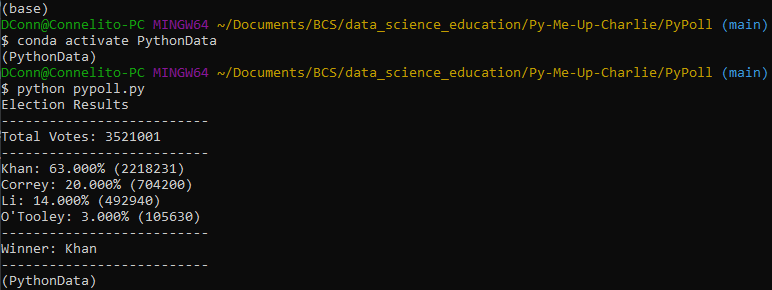 (base)
DConn@Connelito-PC MINGW64 ~/Documents/BCS/data_science_education/Py-Me-Up-Charlie/PyPoll (main)
$ conda activate PythonData
(PythonData)
DConn@Connelito-PC MINGW64 ~/Documents/BCS/data_science_education/Py-Me-Up-Charlie/PyPoll (main)
$ python pypoll.py
Election Results
--------------------------
Total Votes: 3521001
--------------------------
Khan: 63.000% (2218231)
Correy: 20.000% (704200)
Li: 14.000% (492940)
O'Tooley: 3.000% (105630)
--------------------------
Winner: Khan
--------------------------
(PythonData)